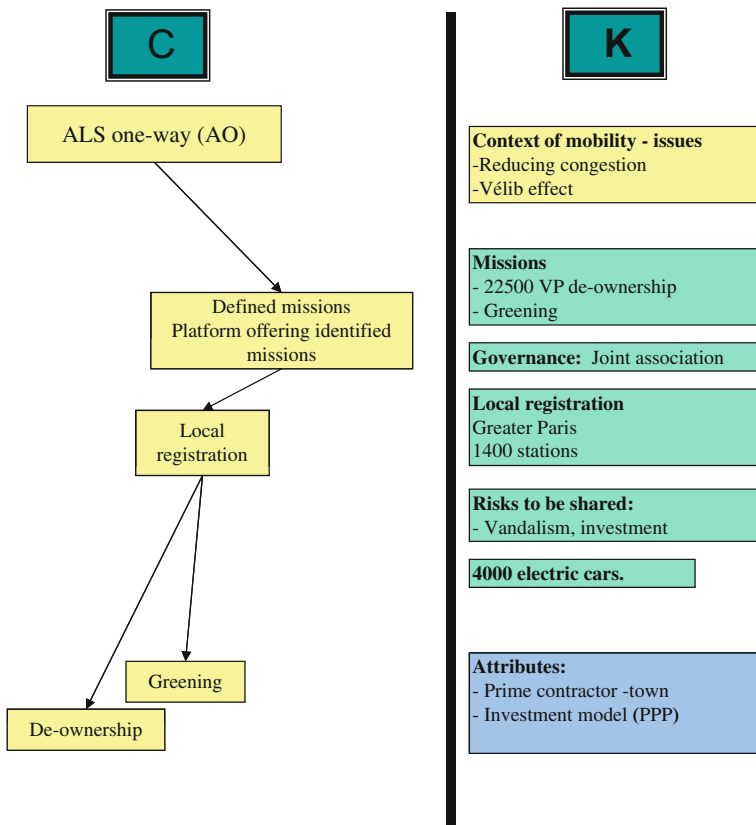 C
ALS one-way (AO)
Defined missions
Platform offering identified
missions
Local
registration
Greening
De-ownership
K
Context of mobility - issues
-Reducing congestion
-Vélib effect
Missions
- 22500 VP de-ownership
- Greening
Governance: Joint association
Local registration
Greater Paris
1400 stations
Risks to be shared:
- Vandalism, investment
4000 electric cars.
Attributes:
- Prime contractor -town
- Investment model (PPP)